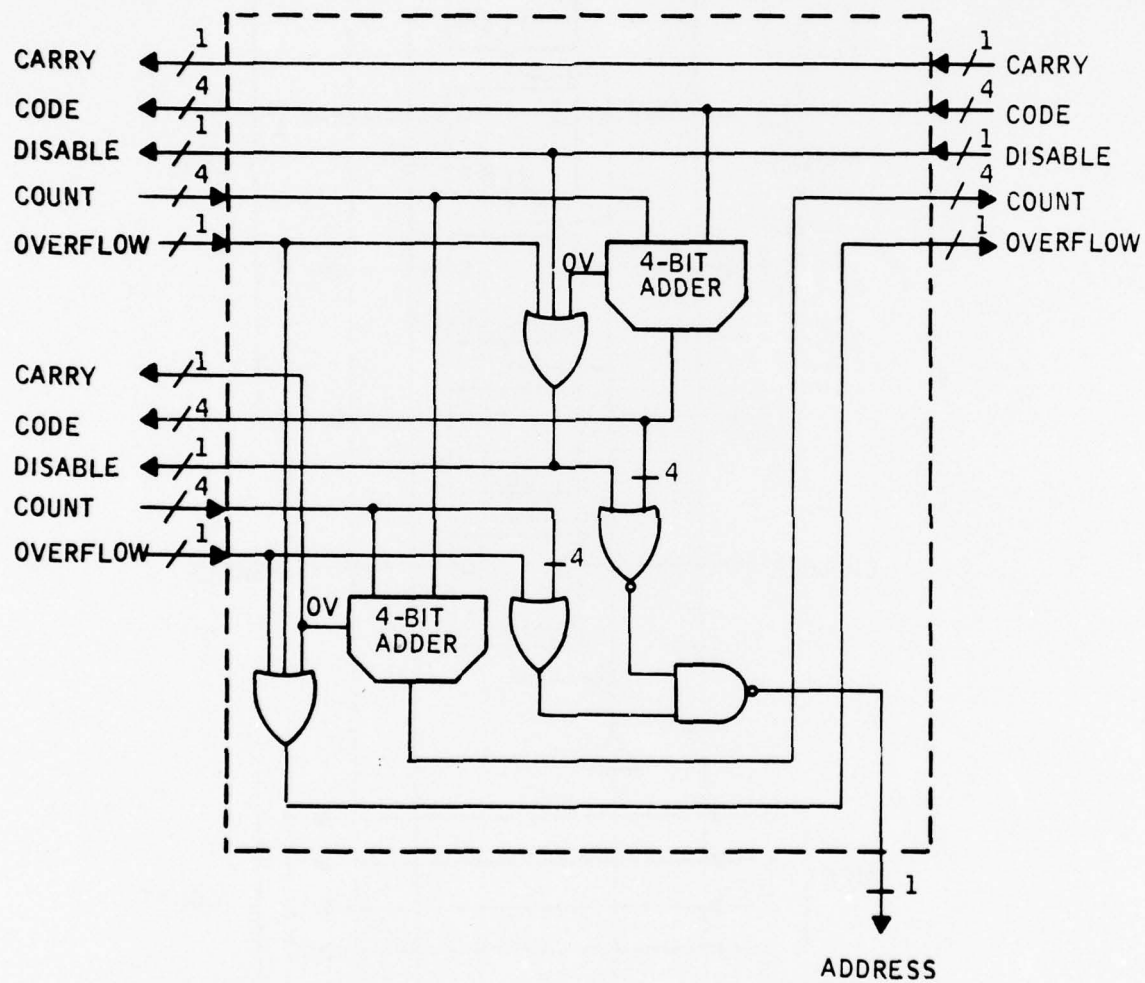 CARRY 1
1 CARRY
CODE 4
4 CODE
DISABLE 1
1 DISABLE
COUNT 4
4 COUNT
OVERFLOW 1
1 OVERFLOW
OV
4-BIT
ADDER
CARRY 1
CODE 4
DISABLE 1
4
COUNT 4
OVERFLOW 1
4
OV
4-BIT
ADDER
1
ADDRESS